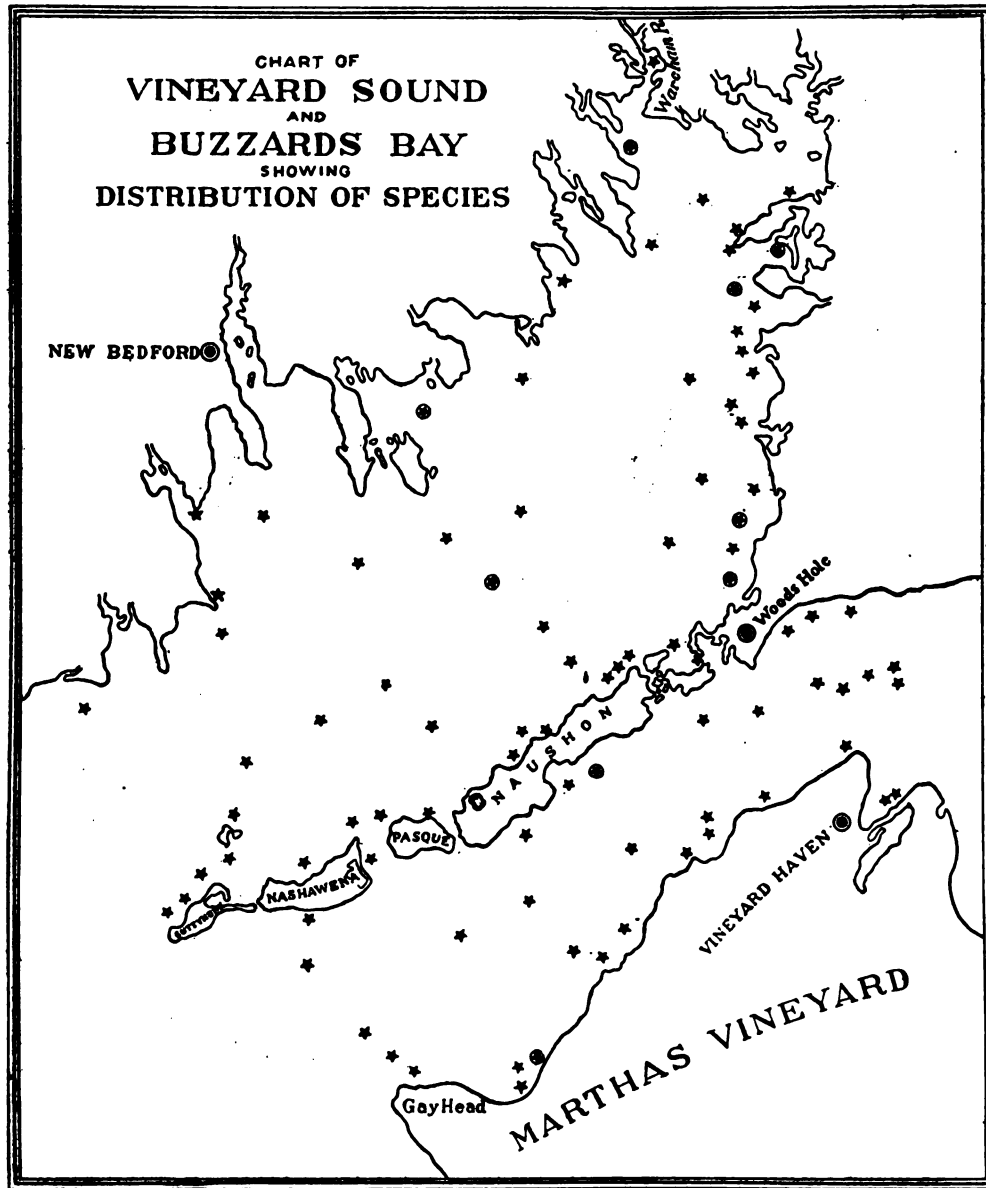 CHART OF
VINEYARD SOUND
AND
BUZZARDS BAY
SHOWING
DISTRIBUTION OF SPECIES
Wareham R
NEW BEDFORD
Woods Hole
NAUSHON
PASQUE
NASHAWENA
VINEYARD HAVEN
MARTHAS VINEYARD
Gay Head